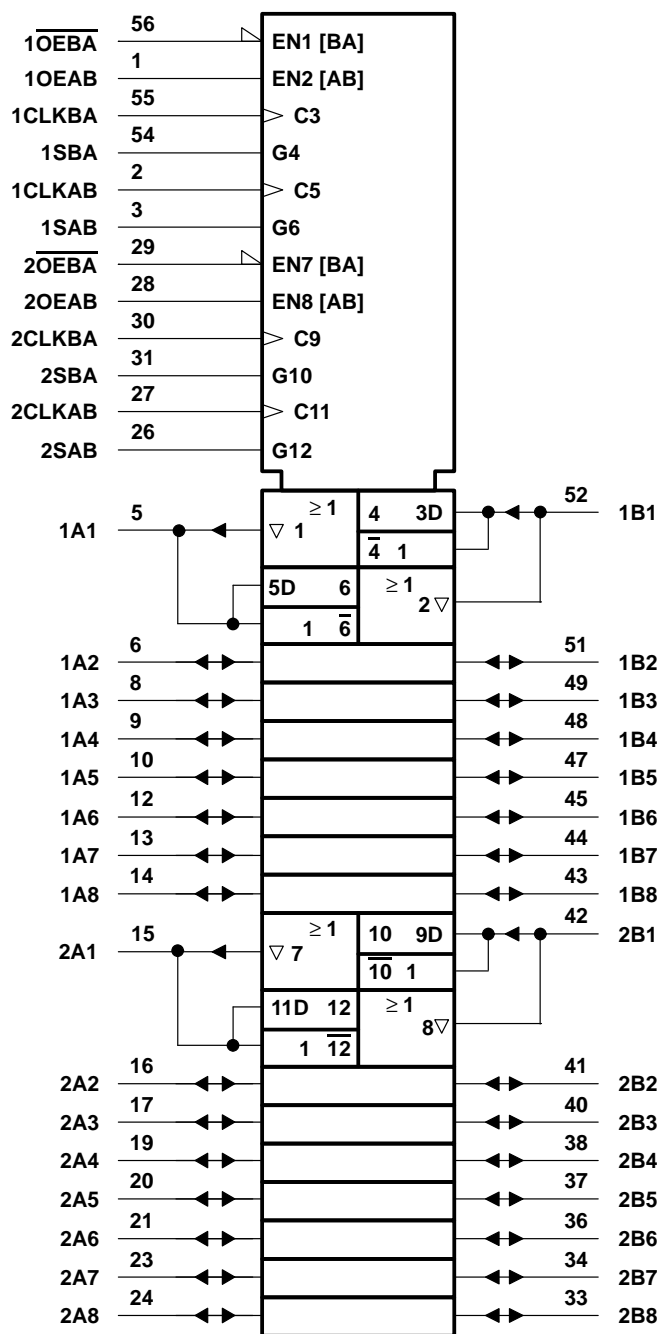 56
1O̅E̅B̅A̅ EN1 [BA]
1
1OEAB EN2 [AB]
55
1CLKBA C3
54
1SBA G4
2
1CLKAB C5
3
1SAB G6
29
2O̅E̅B̅A̅ EN7 [BA]
28
2OEAB EN8 [AB]
30
2CLKBA C9
31
2SBA G10
27
2CLKAB C11
26
2SAB G12
5 ≥ 1 4 3D 52
1A1 ▽ 1 1B1
4̅ 1
5D 6 ≥ 1
2 ▽
1 6̅
6 51
1A2 1B2
8 49
1A3 1B3
9 48
1A4 1B4
10 47
1A5 1B5
12 45
1A6 1B6
13 44
1A7 1B7
14 43
1A8 1B8
15 ≥ 1 10 9D 42
2A1 ▽ 7 2B1
1̅0̅ 1
11D 12 ≥ 1
8 ▽
1 1̅2̅
16 41
2A2 2B2
17 40
2A3 2B3
19 38
2A4 2B4
20 37
2A5 2B5
21 36
2A6 2B6
23 34
2A7 2B7
24 33
2A8 2B8